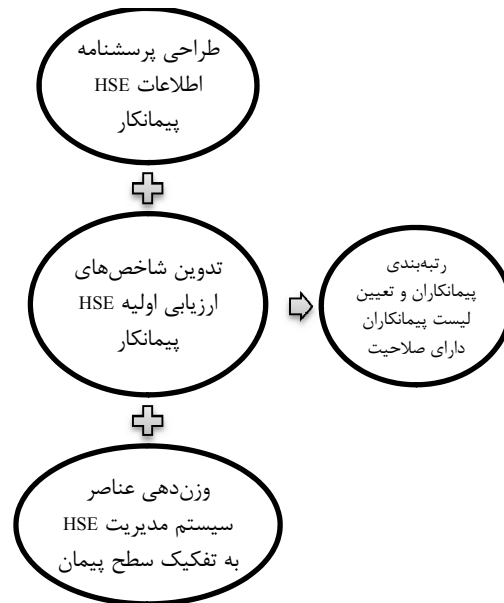 طراحی پرسشنامه
اطلاعات HSE
پیمانکار
تدوین شاخص‌های
ارزیابی اولیه HSE
پیمانکار
رتبه‌بندی
پیمانکاران و تعیین
لیست پیمانکاران
دارای صلاحیت
وزن‌دهی عناصر
سیستم مدیریت HSE
به تفکیک سطح پیمان